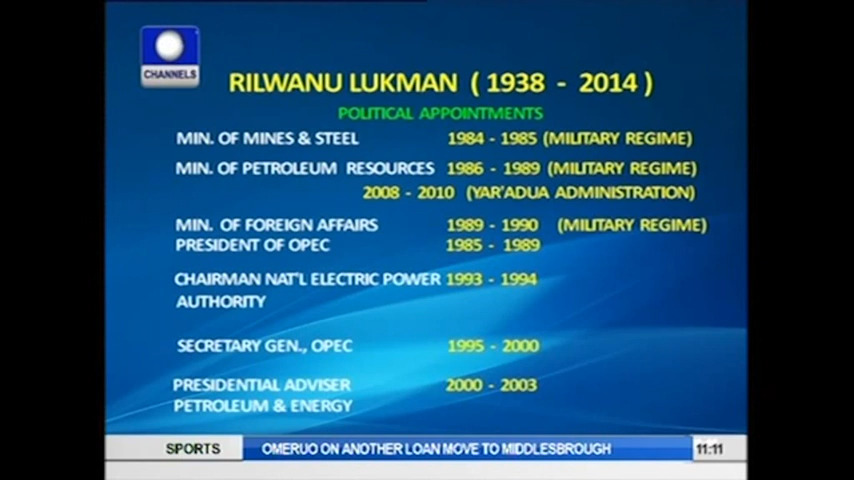 CHANNELS
RILWANU LUKMAN ( 1938 - 2014 )
POLITICAL APPOINTMENTS
MIN. OF MINES & STEEL 1984 - 1985 (MILITARY REGIME)
MIN. OF PETROLEUM RESOURCES 1986 - 1989 (MILITARY REGIME)
2008 - 2010 (YAR'ADUA ADMINISTRATION)
MIN. OF FOREIGN AFFAIRS 1989 - 1990 (MILITARY REGIME)
PRESIDENT OF OPEC 1985 - 1989
CHAIRMAN NAT'L ELECTRIC POWER 1993 - 1994
AUTHORITY
SECRETARY GEN., OPEC 1995 - 2000
PRESIDENTIAL ADVISER 2000 - 2003
PETROLEUM & ENERGY
SPORTS OMERUO ON ANOTHER LOAN MOVE TO MIDDLESBROUGH 11:11